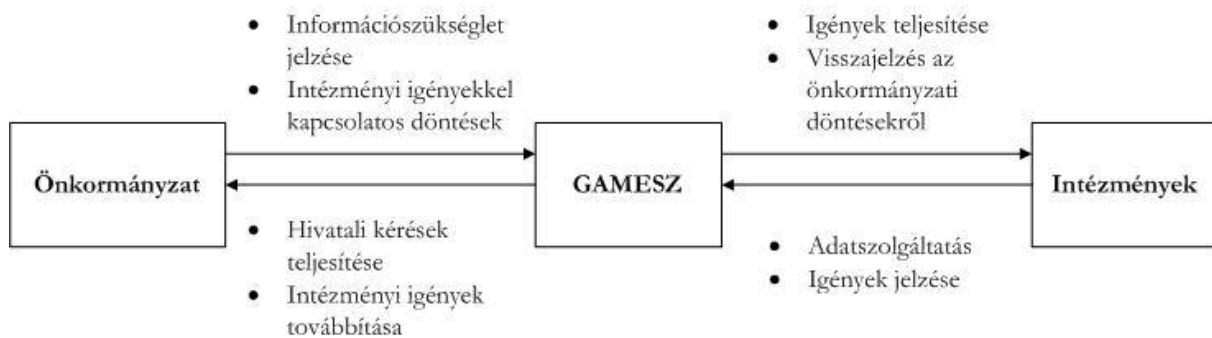 • Információszükséglet
jelzése
• Intézményi igényekkel
kapcsolatos döntések
• Igények teljesítése
• Visszajelzés az
önkormányzati
döntésekről
Önkormányzat
GAMESZ
Intézmények
• Hivatali kérések
teljesítése
• Intézményi igények
továbbítása
• Adatszolgáltatás
• Igények jelzése